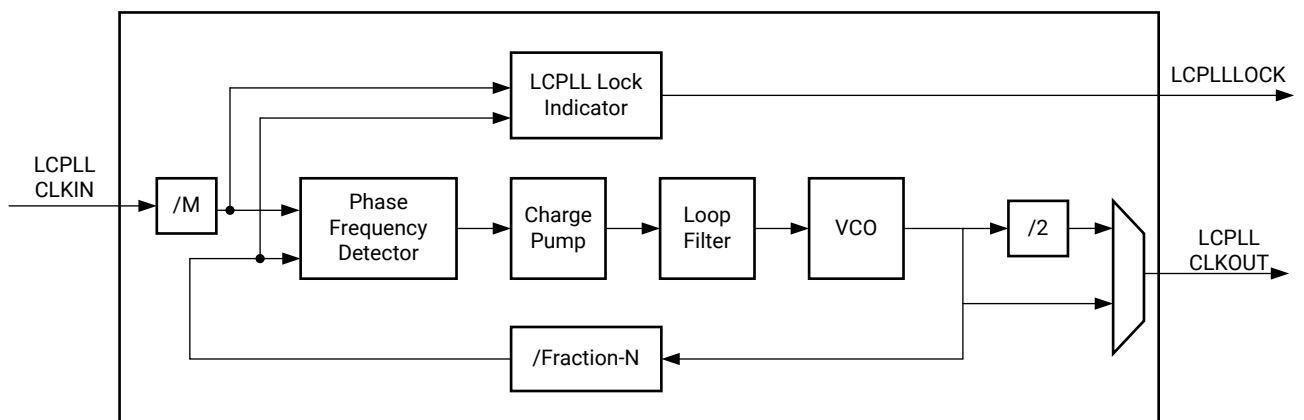 LCPLL Lock
Indicator
LCPLLLOCK
LCPLL
CLKIN
/M
Phase
Frequency
Detector
Charge
Pump
Loop
Filter
VCO
/2
LCPLL
CLKOUT
/Fraction-N